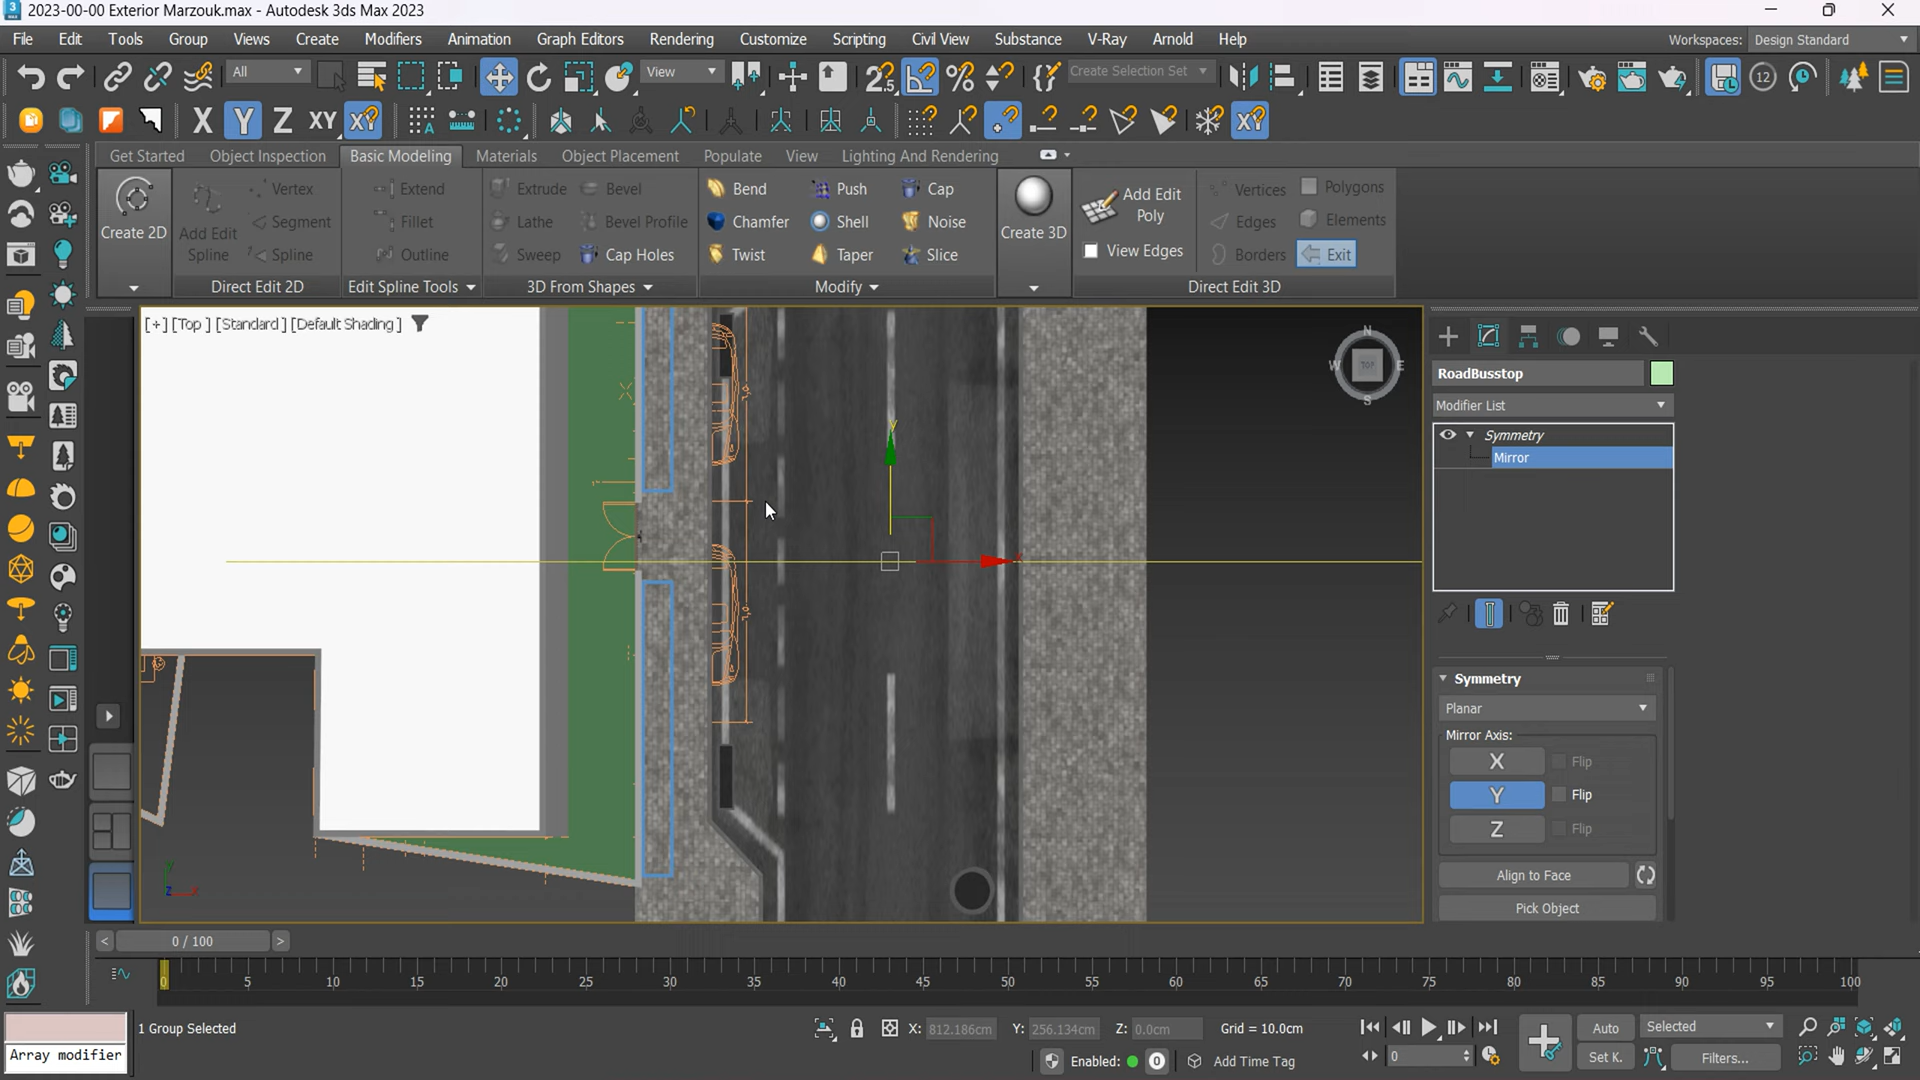 2023-00-00 Exterior Marzouk.max - Autodesk 3ds Max 2023
File Edit Tools Group Views Create Modifiers Animation Graph Editors Rendering Customize Scripting Civil View Substance V-Ray Arnold Help
Workspaces: Design Standard
All View Create Selection Set
X Y Z XY
Get Started Object Inspection Basic Modeling Materials Object Placement Populate View Lighting And Rendering
Create 2D
Add Edit Spline
Vertex
Segment
Spline
Direct Edit 2D
Extend
Fillet
Outline
Edit Spline Tools
Extrude Bevel
Lathe Bevel Profile
Sweep Cap Holes
3D From Shapes
Bend Push Cap
Chamfer Shell Noise
Twist Taper Slice
Modify
Create 3D
Add Edit Poly
View Edges
Vertices Polygons
Edges Elements
Borders Exit
Direct Edit 3D
[+] [Top ] [Standard ] [Default Shading ]
N
W TOP E
S
RoadBusstop
Modifier List
Symmetry
Mirror
Symmetry
Planar
Mirror Axis:
X Flip
Y Flip
Z Flip
Align to Face
Pick Object
0 / 100
0 5 10 15 20 25 30 35 40 45 50 55 60 65 70 75 80 85 90 95 100
1 Group Selected
Array modifier
X: 812.186cm Y: 256.134cm Z: 0.0cm Grid = 10.0cm
Enabled: 0 Add Time Tag
0
Auto Selected
Set K. Filters...